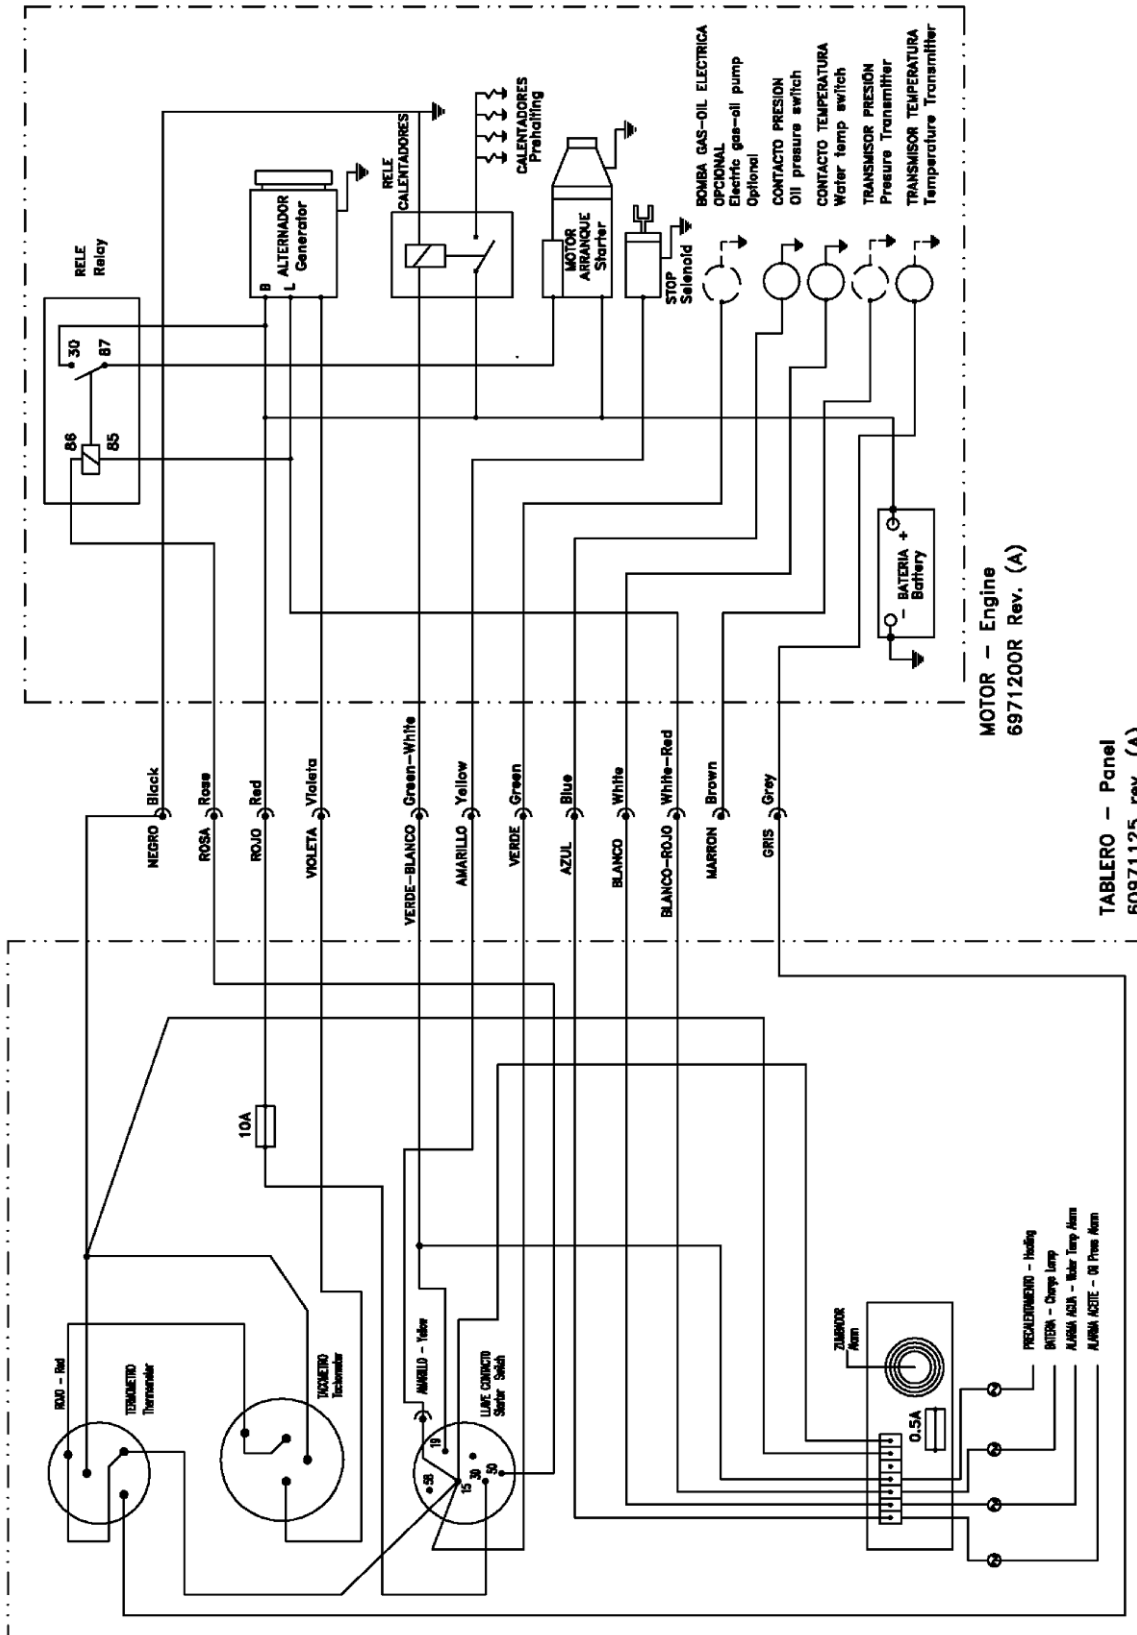 RELE
Relay
30
87
86
85
B
L
ALTERNADOR
Generator
RELE
CALENTADORES
CALENTADORES
Prehaiting
MOTOR
ARRANQUE
Starter
STOP
Selenoid
BOMBA GAS-OIL ELECTRICA
OPCIONAL
Electric gas-oil pump
Optional
CONTACTO PRESION
Oil presure switch
CONTACTO TEMPERATURA
Water temp switch
TRANSMISOR PRESIÓN
Presure Transmitter
TRANSMISOR TEMPERATURA
Temperature Transmitter
- BATERIA +
Battery
MOTOR - Engine
6971200R Rev. (A)
NEGRO Black
ROSA Rose
ROJO Red
VIOLETA Violeta
VERDE-BLANCO Green-White
AMARILLO Yellow
VERDE Green
AZUL Blue
BLANCO White
BLANCO-ROJO White-Red
MARRON Brown
GRIS Grey
TABLERO - Panel
60971125 rev. (A)
10A
ROJO - Red
TERMOMETRO
Thermometer
TACOMETRO
Tachometer
AMARILLO - Yellow
LLAVE CONTACTO
Starter Switch
19
58
30
15
50
ZUMBADOR
Alarm
0.5A
PRECALENTAMIENTO - Heating
BATERIA - Charge Lamp
ALARMA AGUA - Water Temp Alarm
ALARMA ACEITE - Oil Press Alarm